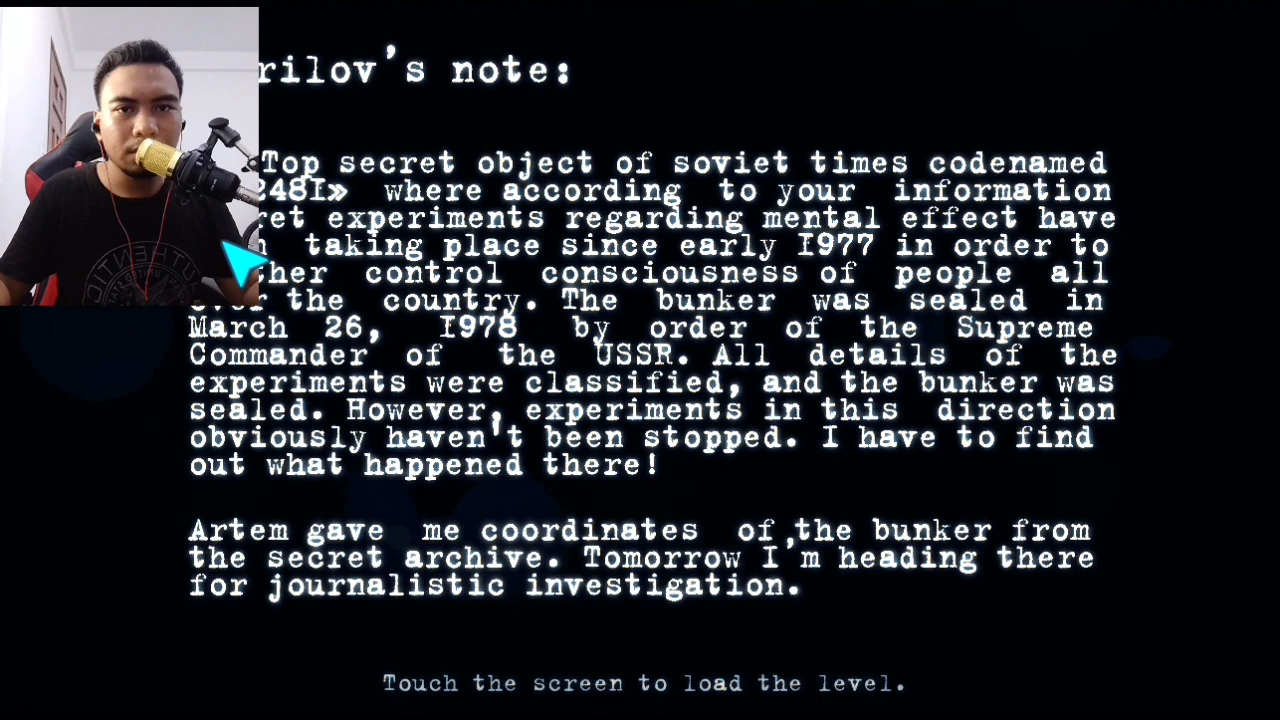 rilov's note:
Top secret object of soviet times codenamed
248I» where according to your information
ret experiments regarding mental effect have
taking place since early I977 in order to
her control consciousness of people all
over the country. The bunker was sealed in
March 26, I978 by order of the Supreme
Commander of the USSR. All details of the
experiments were classified, and the bunker was
sealed. However, experiments in this direction
obviously haven't been stopped. I have to find
out what happened there!
Artem gave me coordinates of the bunker from
the secret archive. Tomorrow I'm heading there
for journalistic investigation.
Touch the screen to load the level.